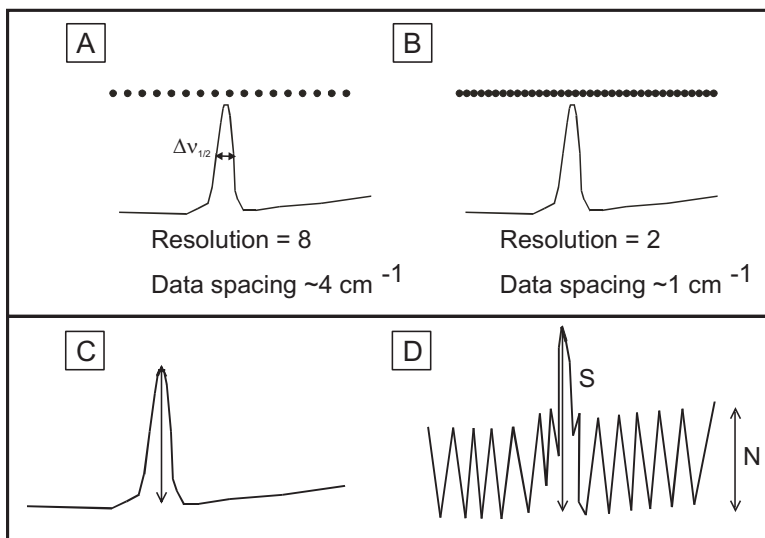 A
B
Δν1/2
Resolution = 8
Data spacing ~4 cm -1
Resolution = 2
Data spacing ~1 cm -1
C
D
S
N